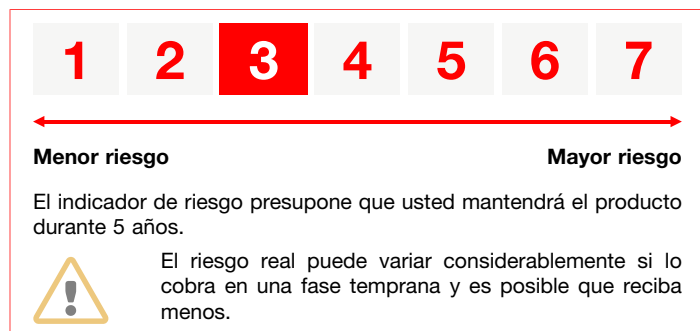 1 2 3 4 5 6 7
Menor riesgo Mayor riesgo
El indicador de riesgo presupone que usted mantendrá el producto
durante 5 años.
El riesgo real puede variar considerablemente si lo
cobra en una fase temprana y es posible que reciba
menos.